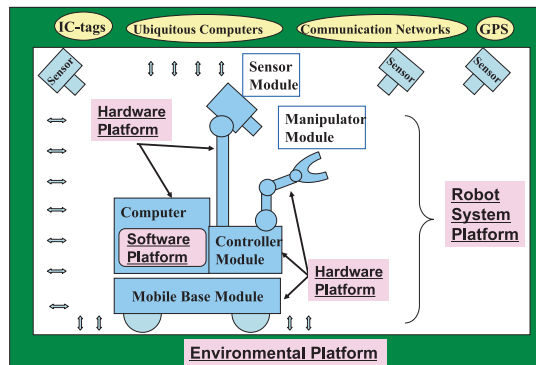 IC-tags
Ubiquitous Computers
Communication Networks
GPS
Sensor
Sensor
Sensor
Sensor
Module
Hardware
Platform
Manipulator
Module
Robot
System
Platform
Computer
Software
Platform
Controller
Module
Hardware
Platform
Mobile Base Module
Environmental Platform